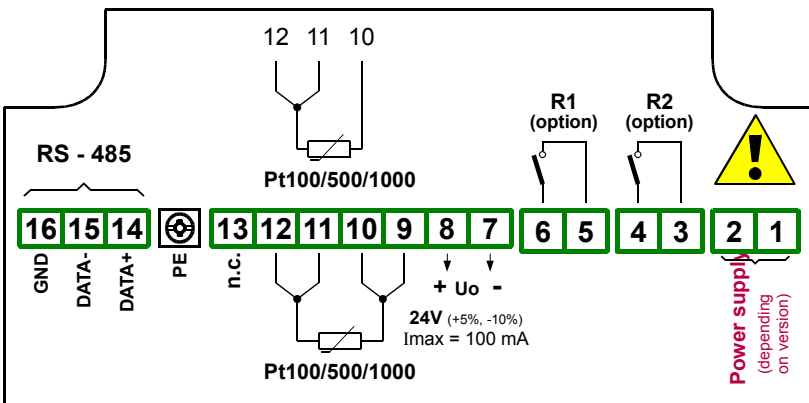 12 11 10
Pt100/500/1000
R1
(option)
R2
(option)
RS - 485
16 15 14 13 12 11 10 9 8 7 6 5 4 3 2 1
GND
DATA-
DATA+
PE
n.c.
+ Uo -
24V (+5%, -10%)
Imax = 100 mA
Pt100/500/1000
Power supply
(depending
on version)